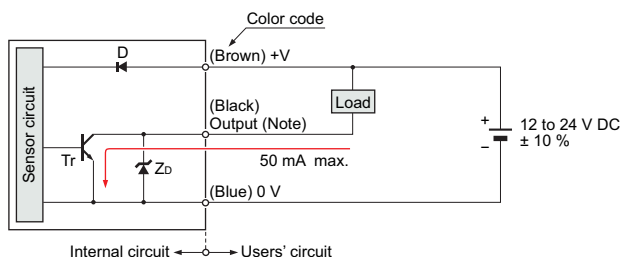 Color code
D
(Brown) +V
(Black)
Output (Note)
Load
Sensor circuit
Tr
ZD
50 mA max.
+
−
12 to 24 V DC
± 10 %
(Blue) 0 V
Internal circuit
Users' circuit